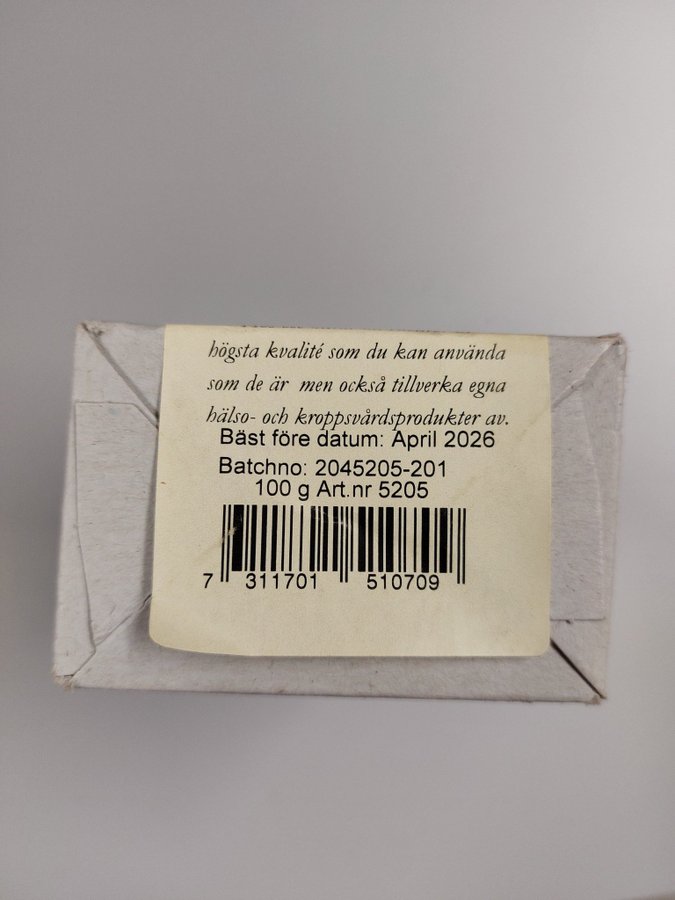 högsta kvalité som du kan använda
som de är men också tillverka egna
hälso- och kroppsvårdsprodukter av.
Bäst före datum: April 2026
Batchno: 2045205-201
100 g Art.nr 5205
7 311701 510709